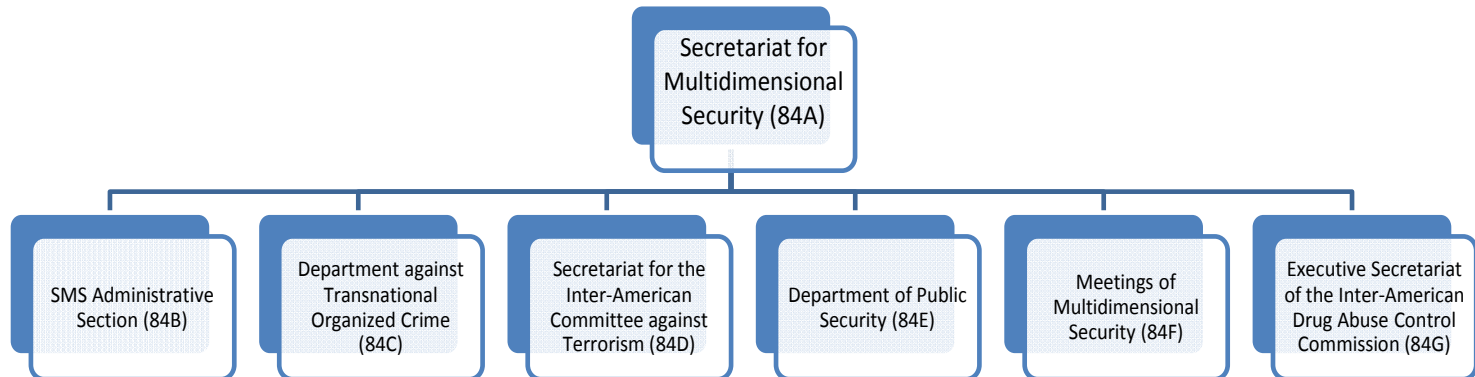 Secretariat for
Multidimensional
Security (84A)
SMS Administrative
Section (84B)
Department against
Transnational
Organized Crime
(84C)
Secretariat for the
Inter-American
Committee against
Terrorism (84D)
Department of Public
Security (84E)
Meetings of
Multidimensional
Security (84F)
Executive Secretariat
of the Inter-American
Drug Abuse Control
Commission (84G)